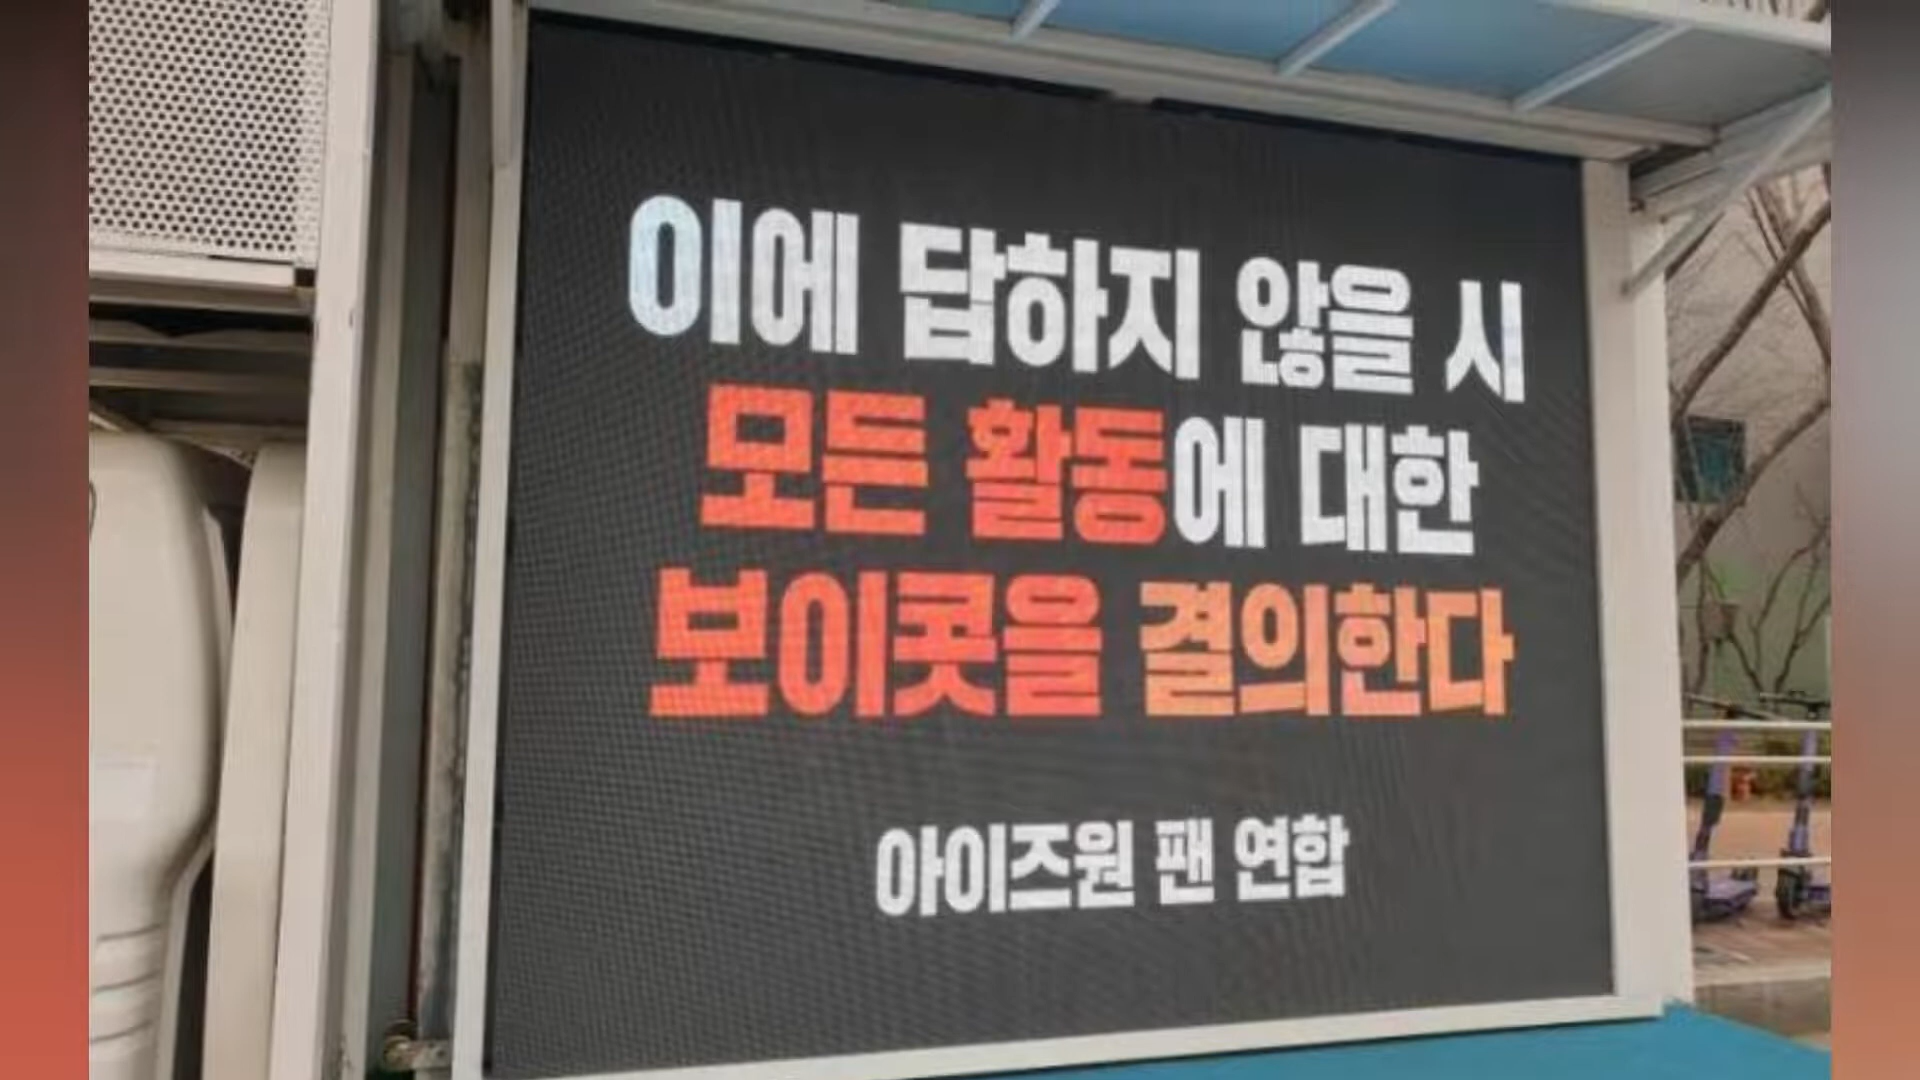 이에 답하지 않을 시
모든 활동에 대한
보이콧을 결의한다
아이즈원 팬 연합